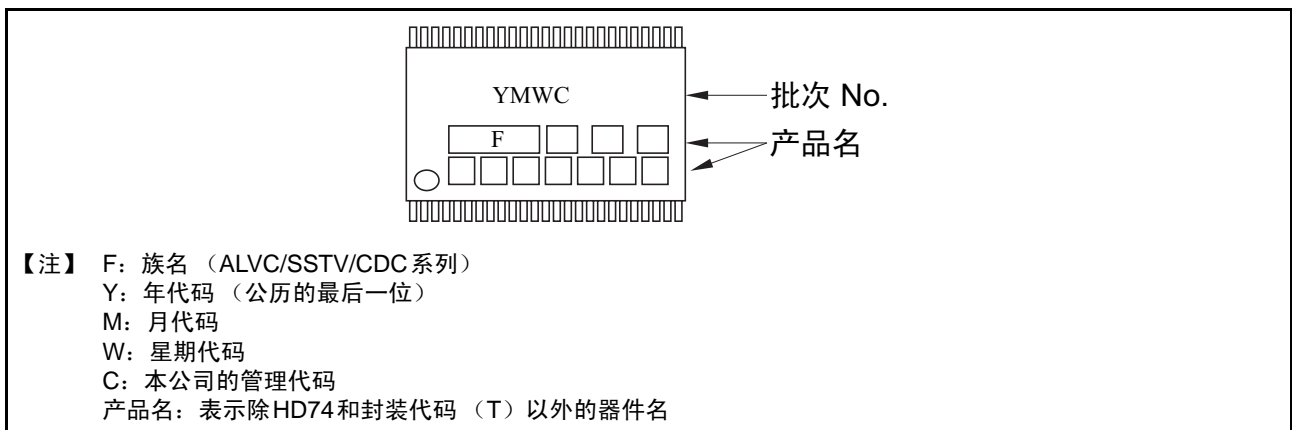 YMWC
批次 No.
F
产品名
【注】 F：族名 （ALVC/SSTV/CDC系列）
Y：年代码 （公历的最后一位）
M：月代码
W：星期代码
C：本公司的管理代码
产品名：表示除HD74和封装代码 （T）以外的器件名